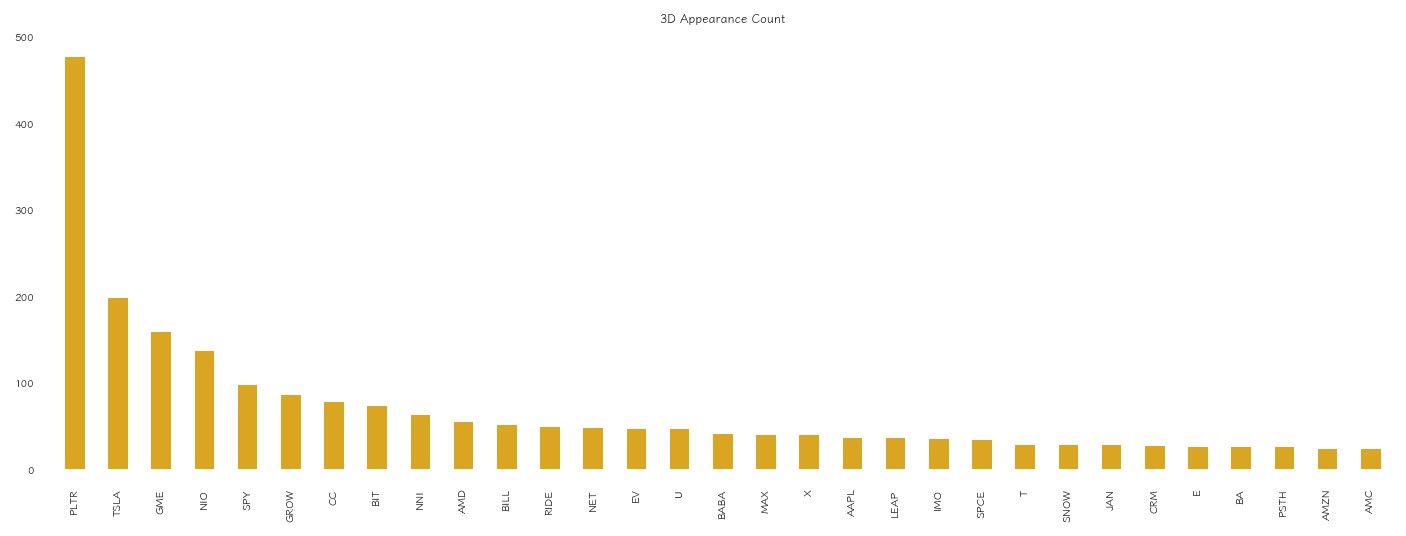 3D Appearance Count
500
400
300
200
100
0
PLTR
TSLA
GME
NIO
SPY
GROW
CC
BIT
NNI
AMD
BILL
RIDE
NET
EV
U
BABA
MAX
X
AAPL
LEAP
IMO
SPCE
T
SNOW
JAN
CRM
E
BA
PSTH
AMZN
AMC